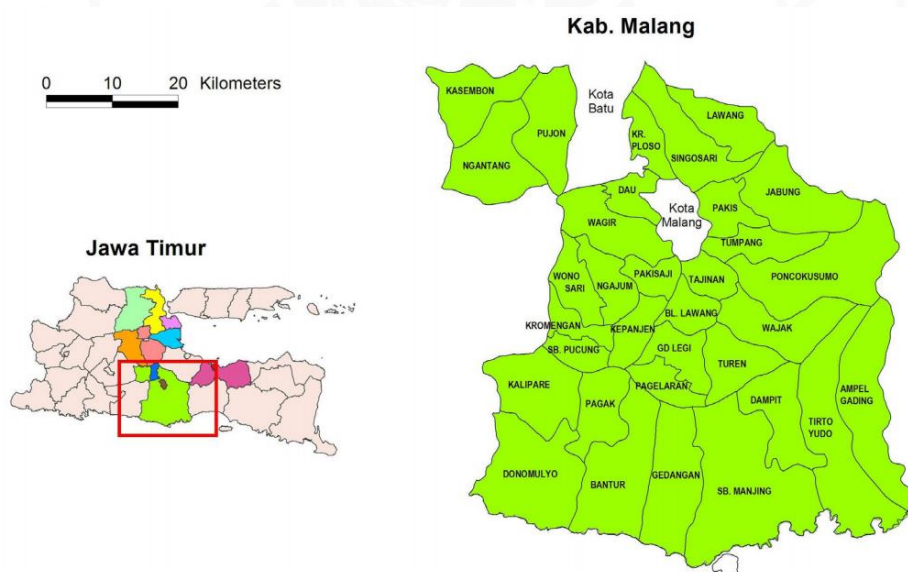 Kab. Malang
0 10 20 Kilometers
KASEMBON
Kota
Batu
LAWANG
PUJON
KR.
PLOSO
NGANTANG
SINGOSARI
JABUNG
DAU
Kota
Malang
PAKIS
WAGIR
TUMPANG
Jawa Timur
WONO
SARI
NGAJUM
PAKISAJI
TAJINAN
PONCOKUSUMO
BL. LAWANG
KROMENGAN
KEPANJEN
WAJAK
SB. PUCUNG
GD LEGI
TUREN
KALIPARE
PAGELARAN
PAGAK
DAMPIT
AMPEL
GADING
TIRTO
YUDO
DONOMULYO
BANTUR
GEDANGAN
SB. MANJING